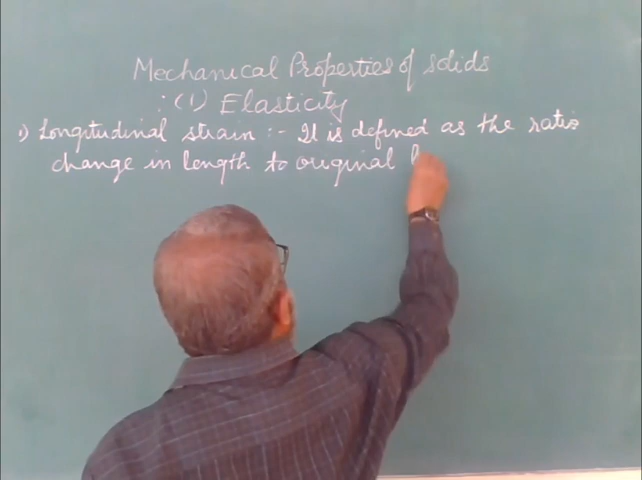 Mechanical Properties of solids
:(1) Elasticity
1) Longitudinal strain :- It is defined as the ratio
change in length to original l